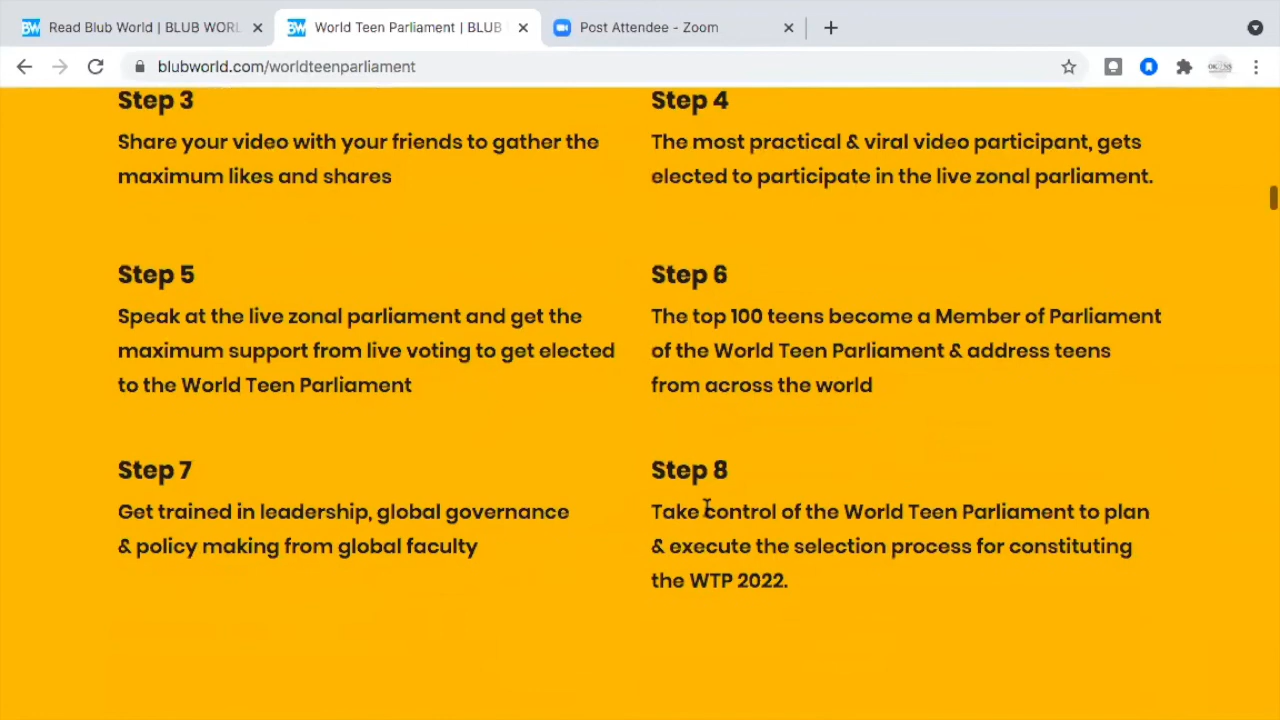 Read Blub World | BLUB WORL
World Teen Parliament | BLUB
Post Attendee - Zoom
blubworld.com/worldteenparliament
Step 3
Share your video with your friends to gather the
maximum likes and shares
Step 4
The most practical & viral video participant, gets
elected to participate in the live zonal parliament.
Step 5
Speak at the live zonal parliament and get the
maximum support from live voting to get elected
to the World Teen Parliament
Step 6
The top 100 teens become a Member of Parliament
of the World Teen Parliament & address teens
from across the world
Step 7
Get trained in leadership, global governance
& policy making from global faculty
Step 8
Take control of the World Teen Parliament to plan
& execute the selection process for constituting
the WTP 2022.